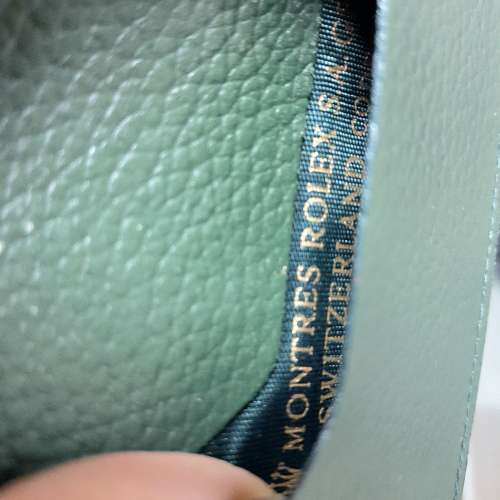 MONTRES ROLEX S.A.
SWITZERLAND